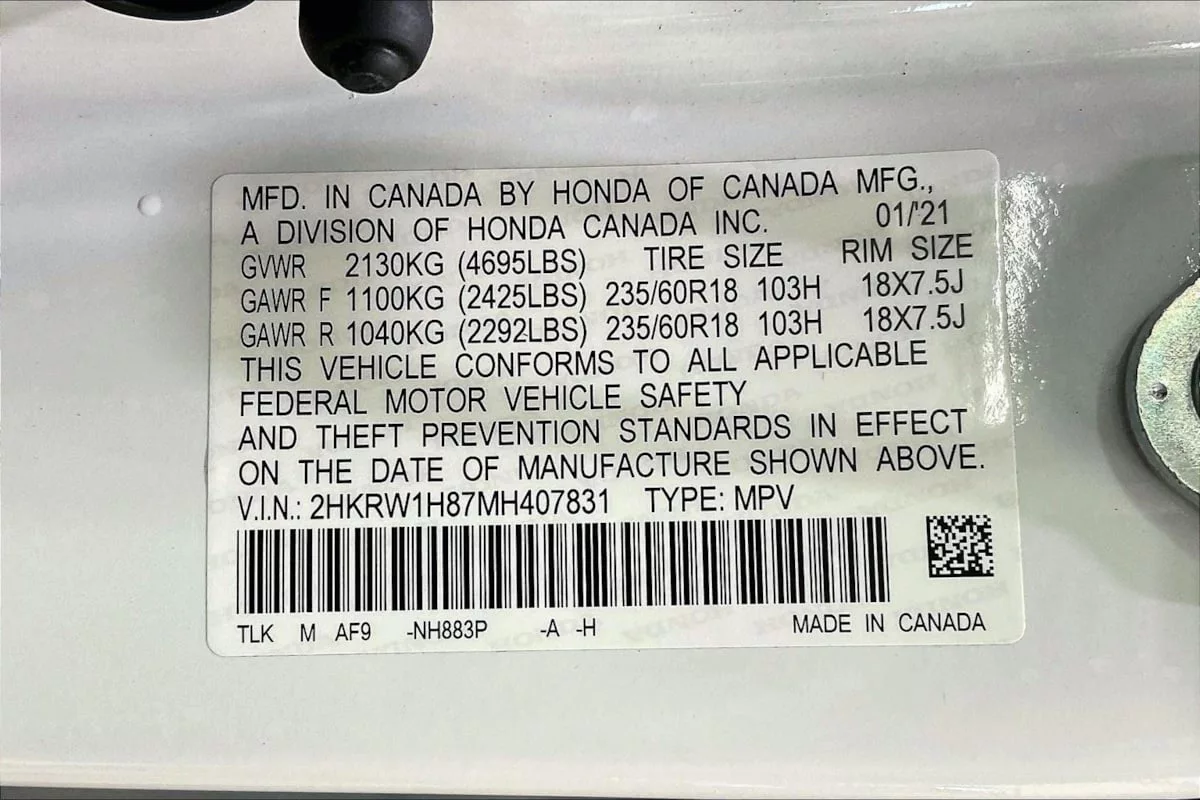 MFD. IN CANADA BY HONDA OF CANADA MFG.,
A DIVISION OF HONDA CANADA INC. 01/'21
GVWR 2130KG (4695LBS) TIRE SIZE RIM SIZE
GAWR F 1100KG (2425LBS) 235/60R18 103H 18X7.5J
GAWR R 1040KG (2292LBS) 235/60R18 103H 18X7.5J
THIS VEHICLE CONFORMS TO ALL APPLICABLE
FEDERAL MOTOR VEHICLE SAFETY
AND THEFT PREVENTION STANDARDS IN EFFECT
ON THE DATE OF MANUFACTURE SHOWN ABOVE.
V.I.N.: 2HKRW1H87MH407831 TYPE: MPV
TLK M AF9 -NH883P -A -H MADE IN CANADA